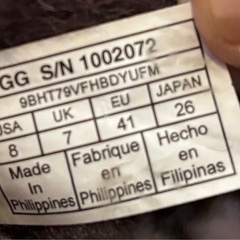 GG S/N 1002072
9BHT79VFHBDYUFM
USA UK EU JAPAN
8 7 41 26
Made In Philippines
Fabrique en Philippines
Hecho en Filipinas